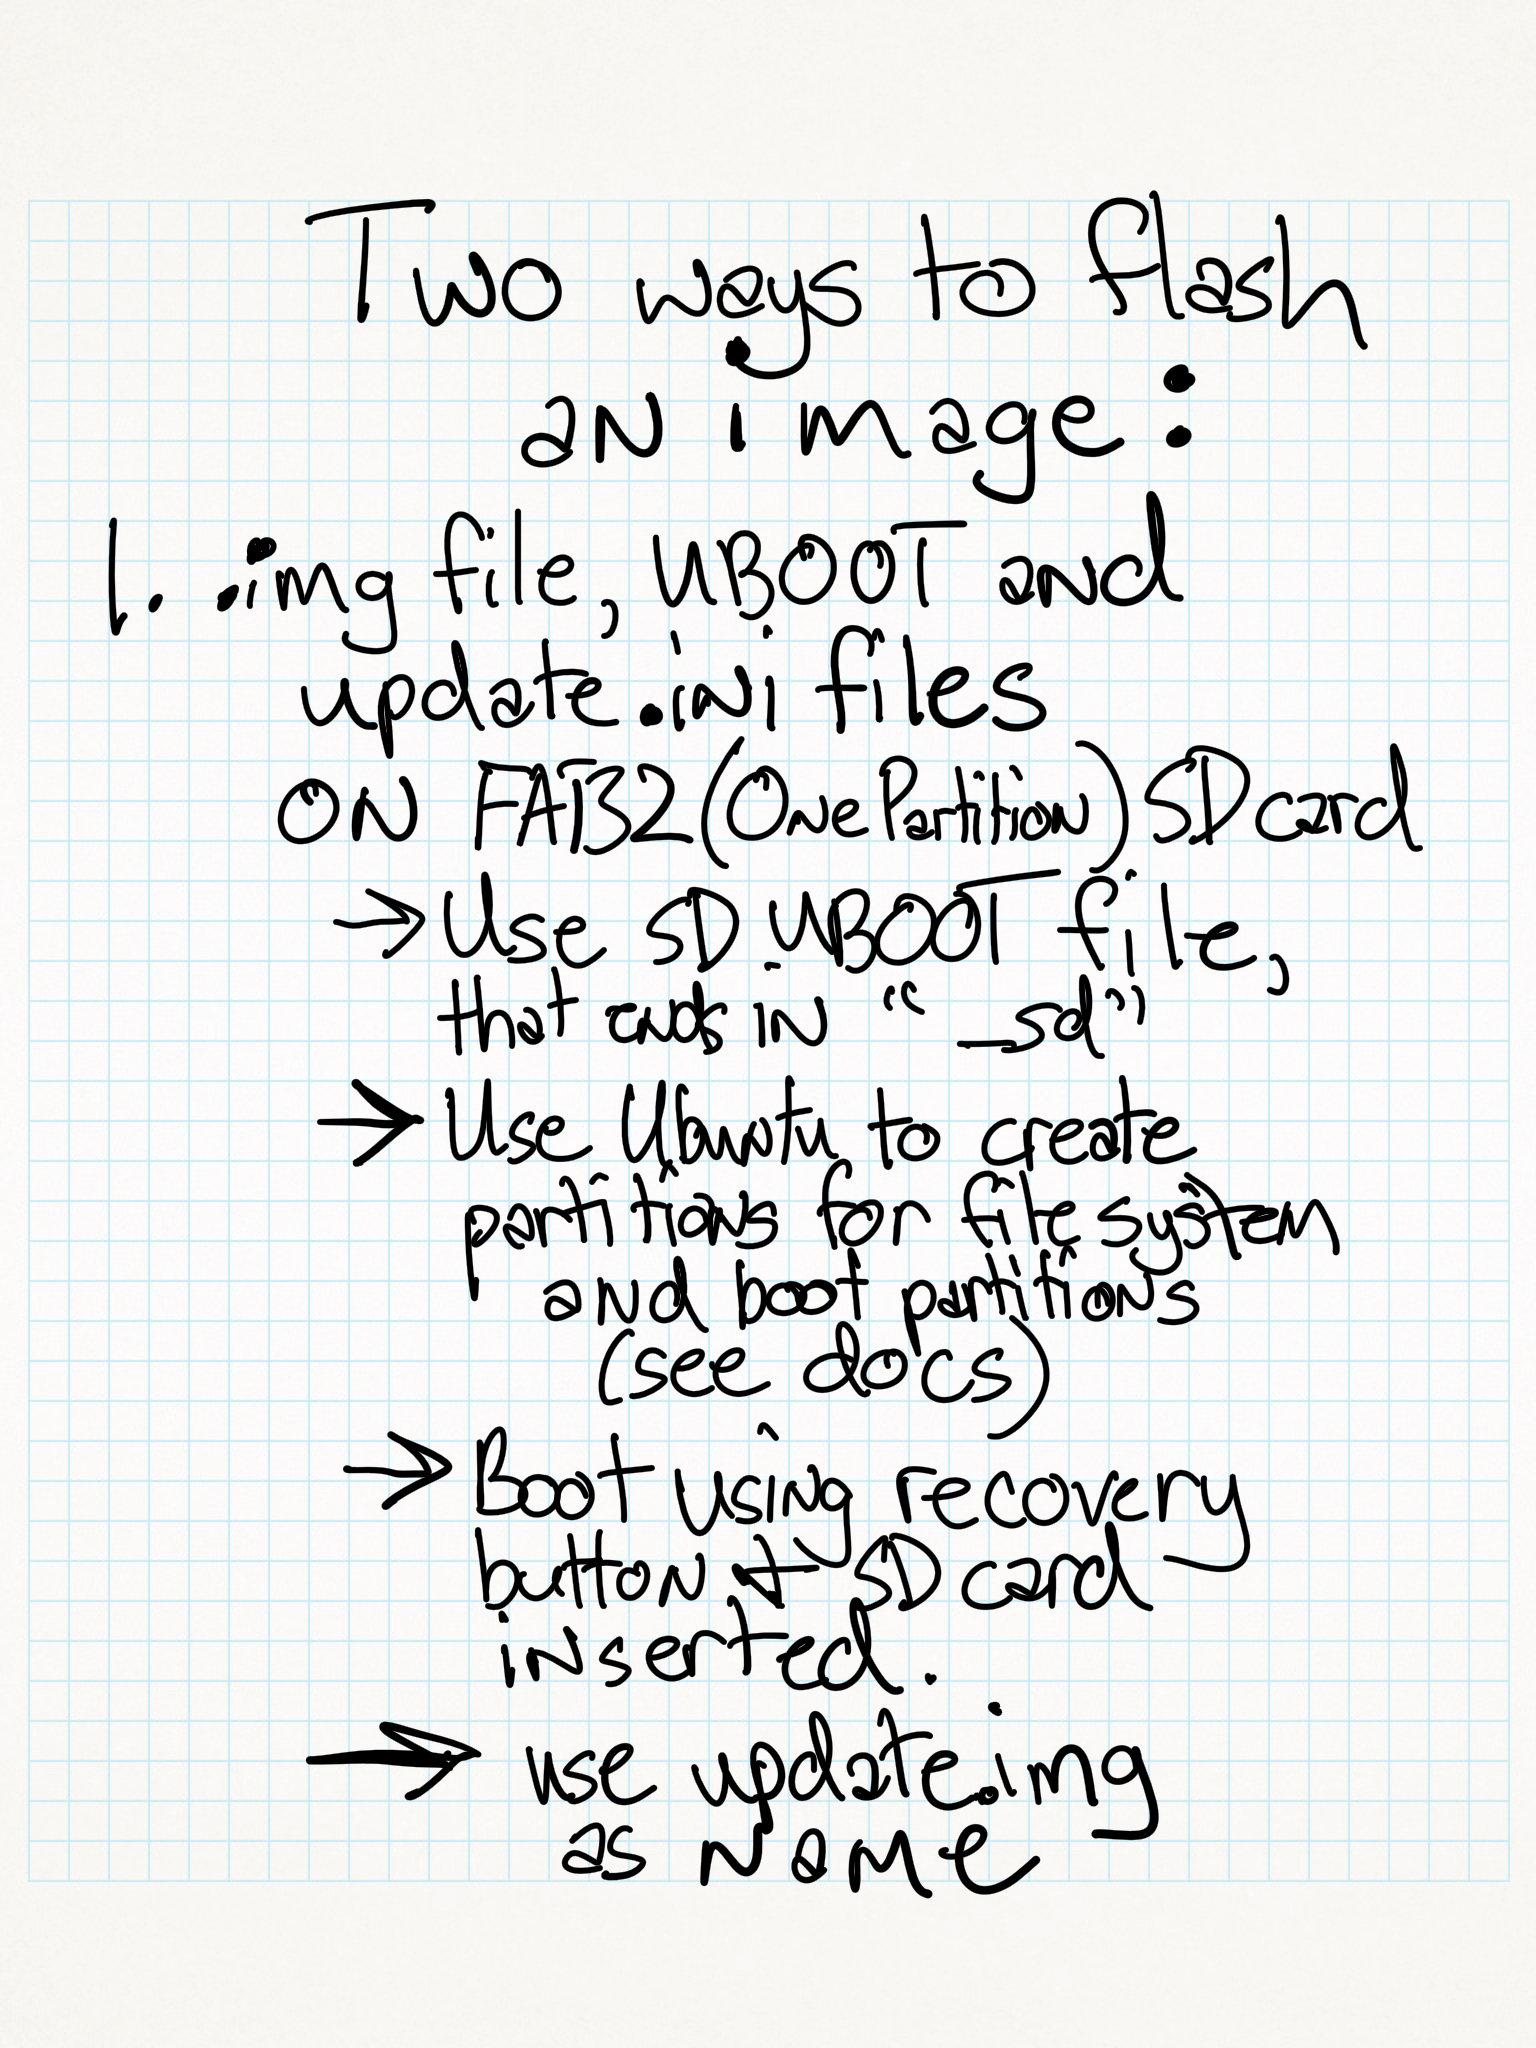 Two ways to flash
an image:
1. .img file, UBOOT and
update.ini files
ON FAT32 (One Partition) SD card
→ Use SD UBOOT file,
that ends in "_sd"
→ Use Ubuntu to create
partitions for file system
and boot partitions
(see docs)
→ Boot using recovery
button + SD card
inserted.
→ use update.img
as name